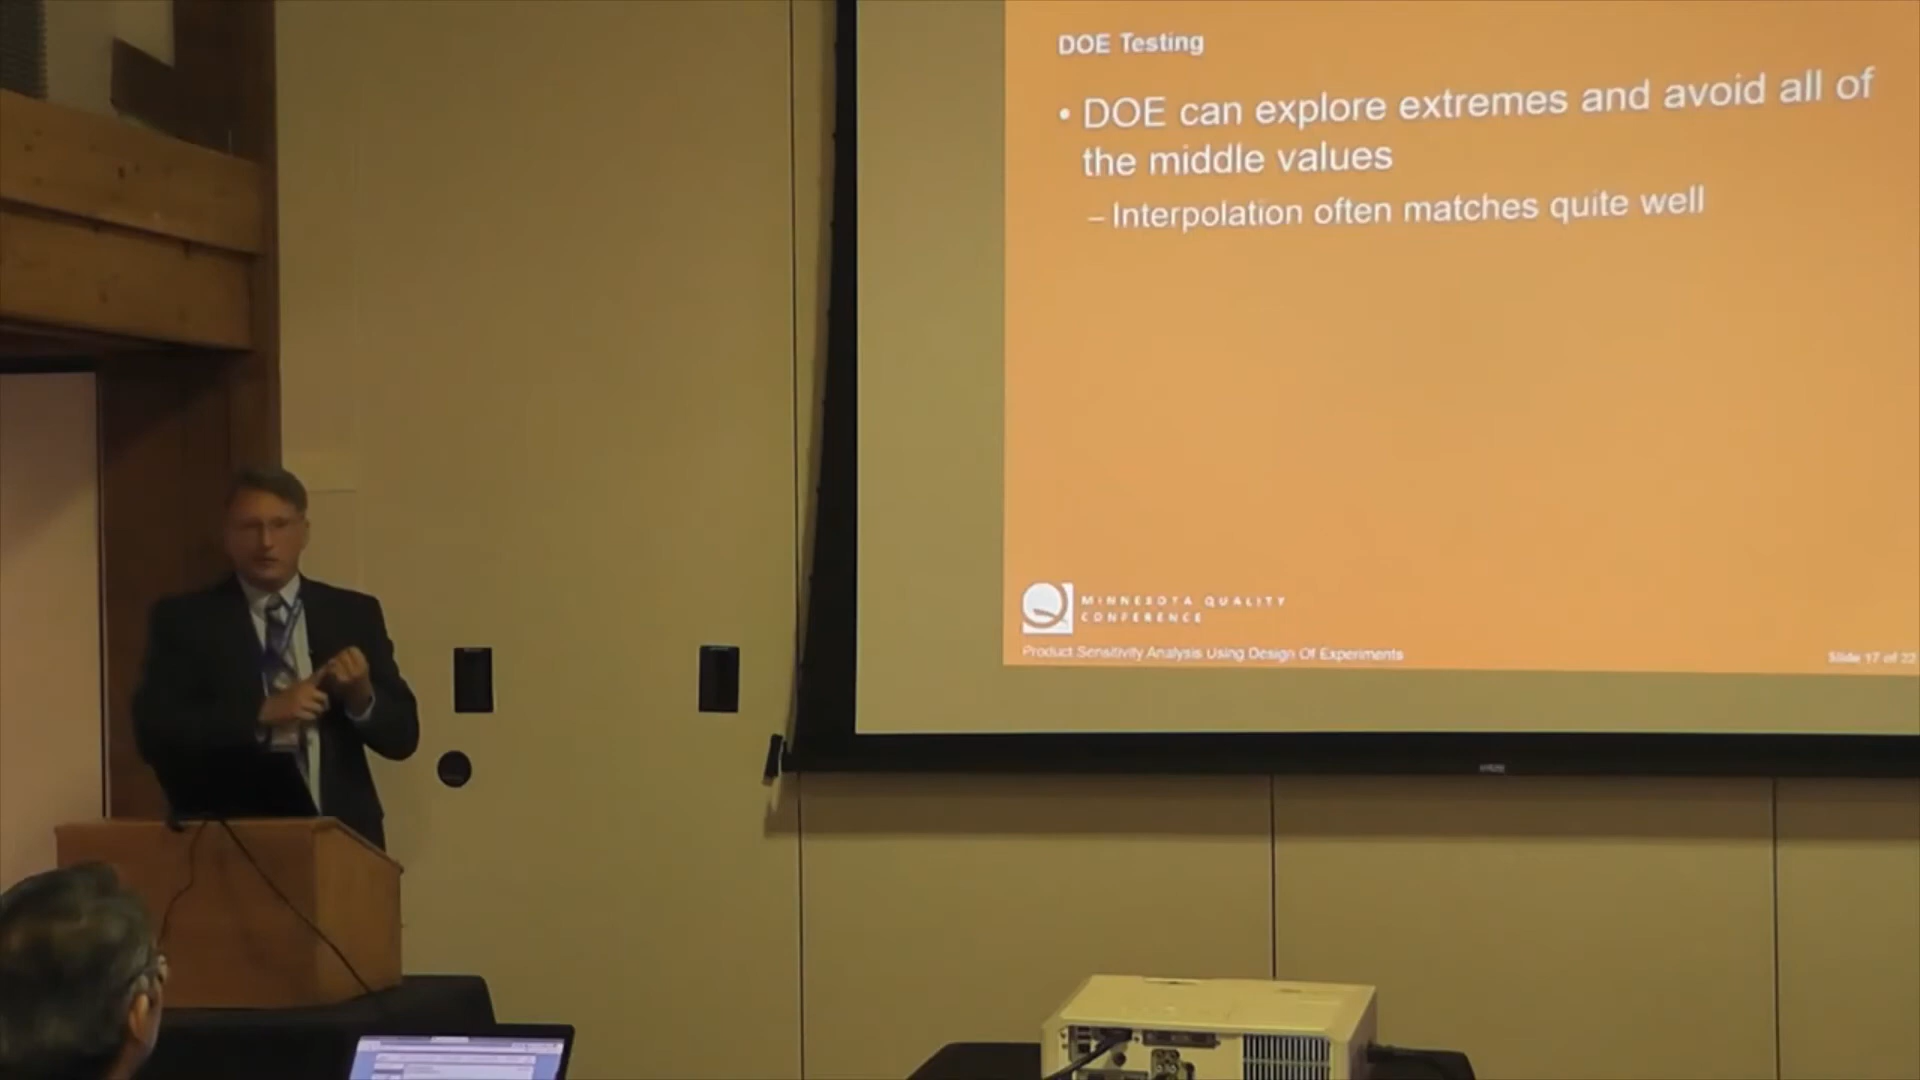 DOE Testing
• DOE can explore extremes and avoid all of
the middle values
– Interpolation often matches quite well
MINNESOTA QUALITY
CONFERENCE
Product Sensitivity Analysis Using Design Of Experiments
Slide 17 of 22